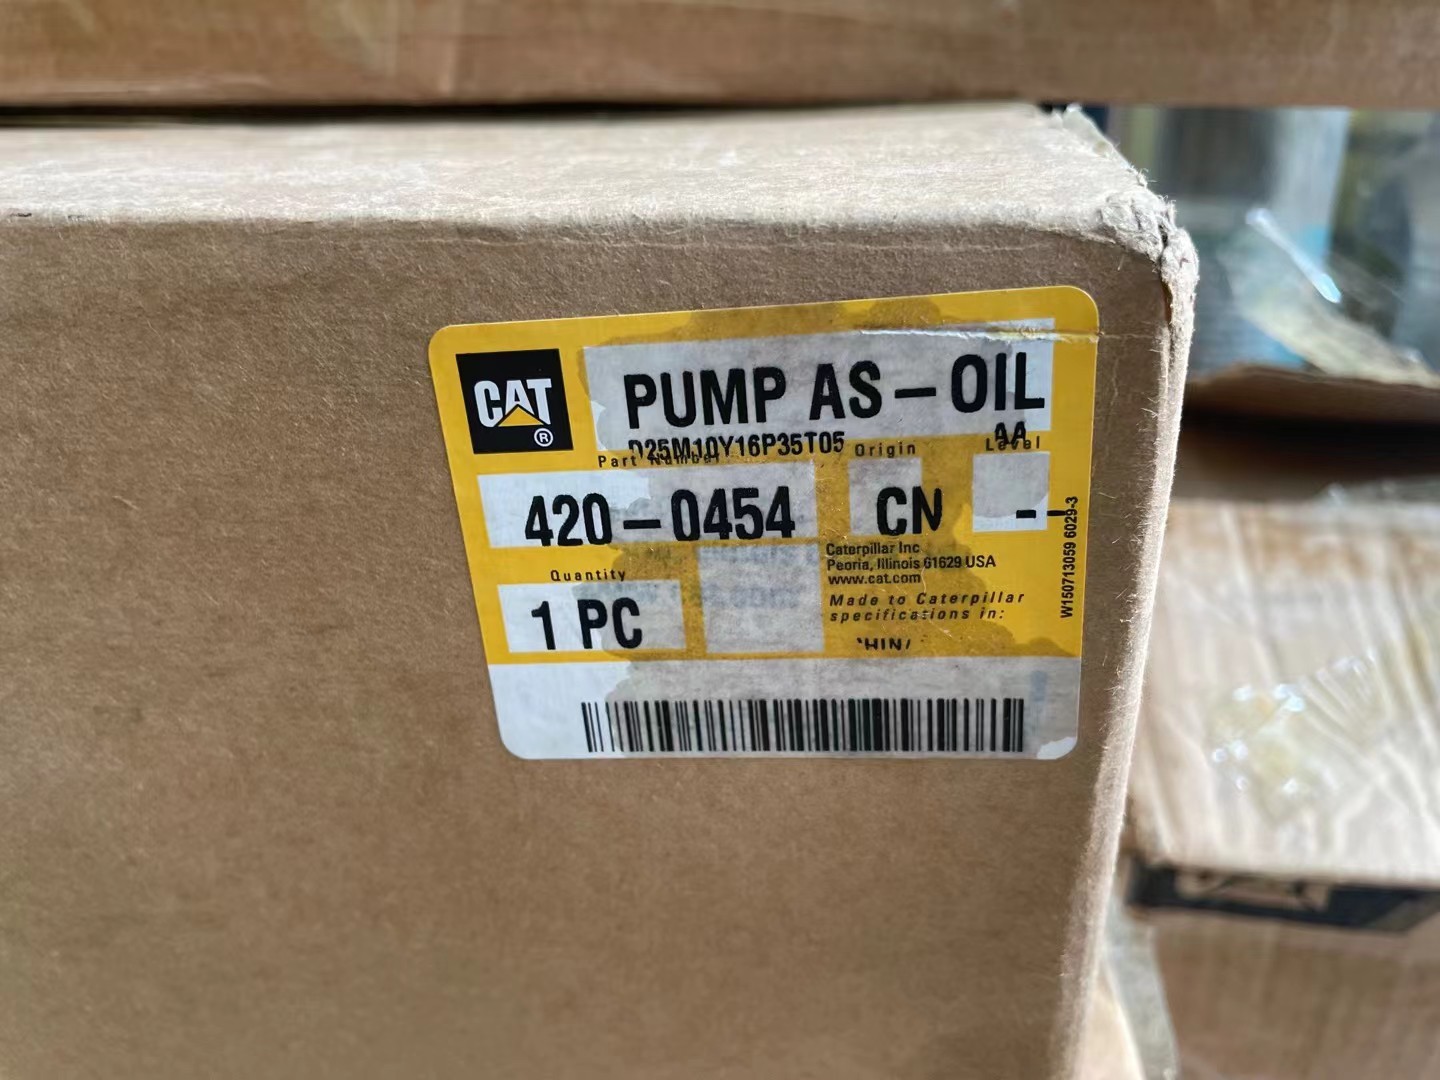 CAT®
PUMP AS-OIL
D25M10Y16P35T05 AA
Part Number Origin Level
420-0454 CN --
Caterpillar Inc
Peoria, Illinois 61629 USA
www.cat.com
Quantity
1 PC
Made to Caterpillar
specifications in:
W150713059 6029-3